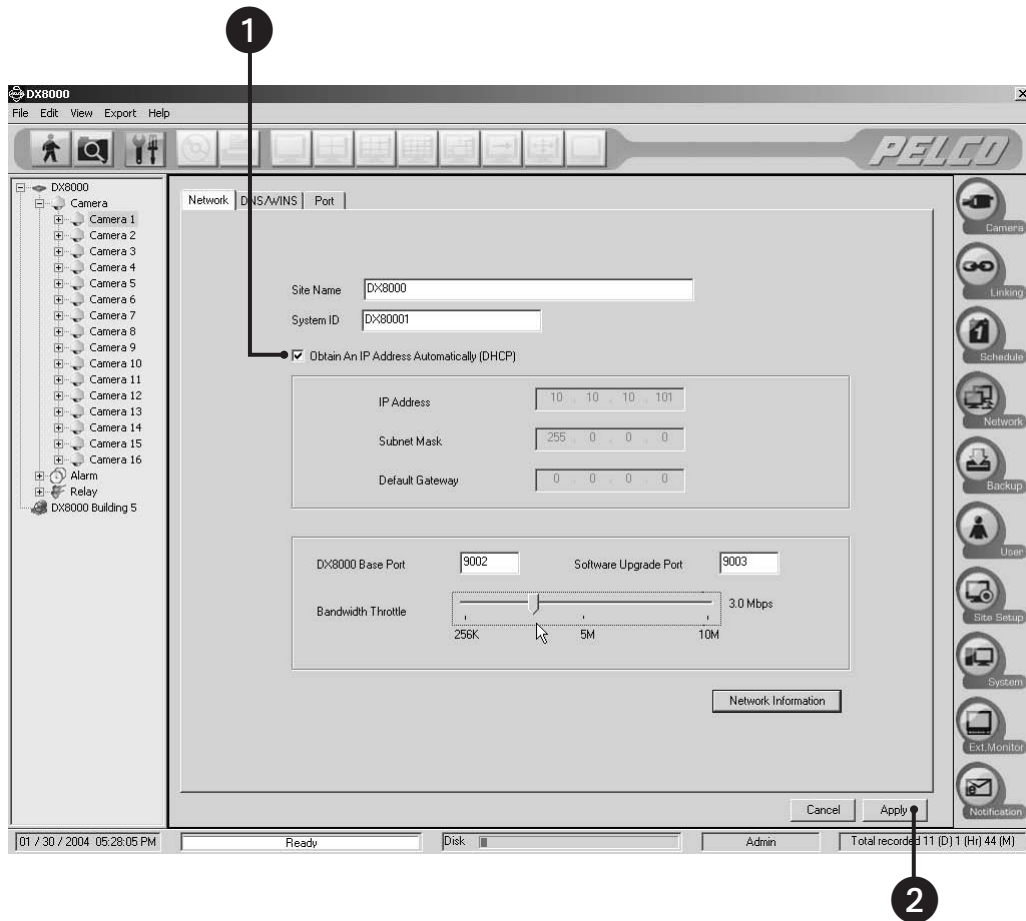 1
DX8000
File Edit View Export Help
PELCO
DX8000
Camera
Camera 1
Camera 2
Camera 3
Camera 4
Camera 5
Camera 6
Camera 7
Camera 8
Camera 9
Camera 10
Camera 11
Camera 12
Camera 13
Camera 14
Camera 15
Camera 16
Alarm
Relay
DX8000 Building 5
Network DNS/WINS Port
Site Name DX8000
System ID DX80001
Obtain An IP Address Automatically (DHCP)
IP Address 10 . 10 . 10 . 101
Subnet Mask 255 . 0 . 0 . 0
Default Gateway 0 . 0 . 0 . 0
DX8000 Base Port 9002 Software Upgrade Port 9003
Bandwidth Throttle 3.0 Mbps
256K 5M 10M
Network Information
Cancel Apply
Camera
Linking
1
Schedule
Network
Backup
User
Site Setup
System
Ext.Monitor
e
Notification
01 / 30 / 2004 05:28:05 PM Ready Disk Admin Total recorded 11 (D) 1 (Hr) 44 (M)
2